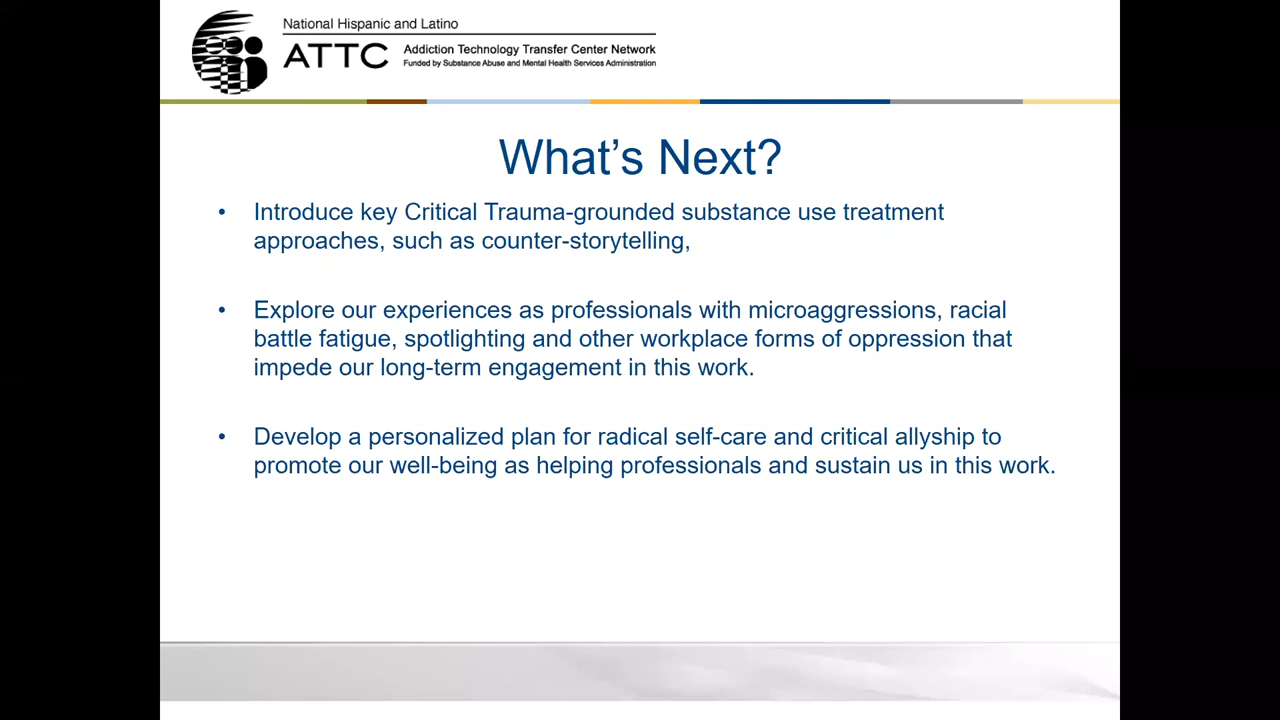 National Hispanic and Latino
ATTC
Addiction Technology Transfer Center Network
Funded by Substance Abuse and Mental Health Services Administration
What’s Next?
• Introduce key Critical Trauma-grounded substance use treatment
approaches, such as counter-storytelling,
• Explore our experiences as professionals with microaggressions, racial
battle fatigue, spotlighting and other workplace forms of oppression that
impede our long-term engagement in this work.
• Develop a personalized plan for radical self-care and critical allyship to
promote our well-being as helping professionals and sustain us in this work.